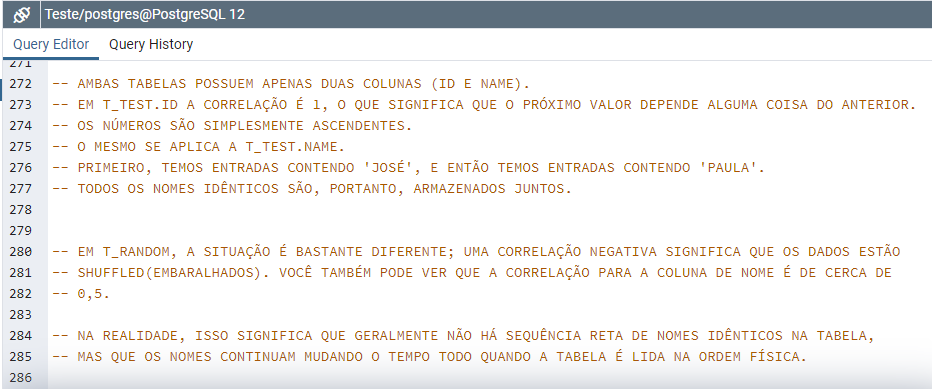 Teste/postgres@PostgreSQL 12
Query Editor Query History
271
272 -- AMBAS TABELAS POSSUEM APENAS DUAS COLUNAS (ID E NAME).
273 -- EM T_TEST.ID A CORRELAÇÃO É 1, O QUE SIGNIFICA QUE O PRÓXIMO VALOR DEPENDE ALGUMA COISA DO ANTERIOR.
274 -- OS NÚMEROS SÃO SIMPLESMENTE ASCENDENTES.
275 -- O MESMO SE APLICA A T_TEST.NAME.
276 -- PRIMEIRO, TEMOS ENTRADAS CONTENDO 'JOSÉ', E ENTÃO TEMOS ENTRADAS CONTENDO 'PAULA'.
277 -- TODOS OS NOMES IDÊNTICOS SÃO, PORTANTO, ARMAZENADOS JUNTOS.
278
279
280 -- EM T_RANDOM, A SITUAÇÃO É BASTANTE DIFERENTE; UMA CORRELAÇÃO NEGATIVA SIGNIFICA QUE OS DADOS ESTÃO
281 -- SHUFFLED(EMBARALHADOS). VOCÊ TAMBÉM PODE VER QUE A CORRELAÇÃO PARA A COLUNA DE NOME É DE CERCA DE
282 -- 0,5.
283
284 -- NA REALIDADE, ISSO SIGNIFICA QUE GERALMENTE NÃO HÁ SEQUÊNCIA RETA DE NOMES IDÊNTICOS NA TABELA,
285 -- MAS QUE OS NOMES CONTINUAM MUDANDO O TEMPO TODO QUANDO A TABELA É LIDA NA ORDEM FÍSICA.
286